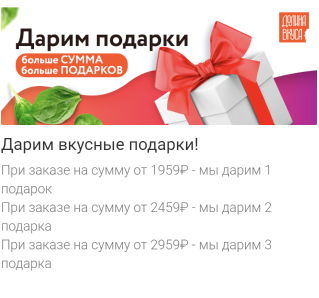 Дарим подарки
больше СУММА
больше ПОДАРКОВ
ДОЛИНА
ВКУСА
Дарим вкусные подарки!
При заказе на сумму от 1959₽ - мы дарим 1
подарок
При заказе на сумму от 2459₽ - мы дарим 2
подарка
При заказе на сумму от 2959₽ - мы дарим 3
подарка